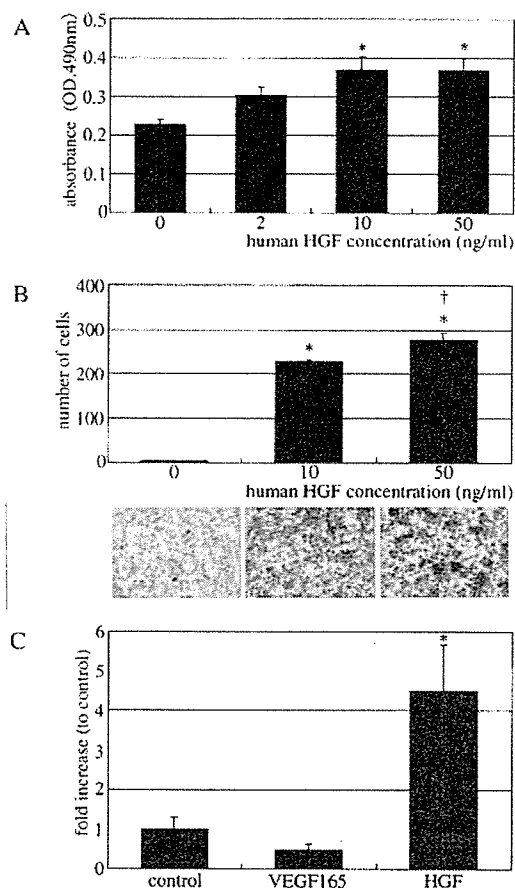 A
absorbance (OD.490nm)
0.5
0.4
0.3
0.2
0.1
0
* *
0 2 10 50
human HGF concentration (ng/ml)
B
number of cells
400
300
200
100
0
†
* *
0 10 50
human HGF concentration (ng/ml)
C
fold increase (to control)
6
5
4
3
2
1
0
*
control VEGF165 HGF